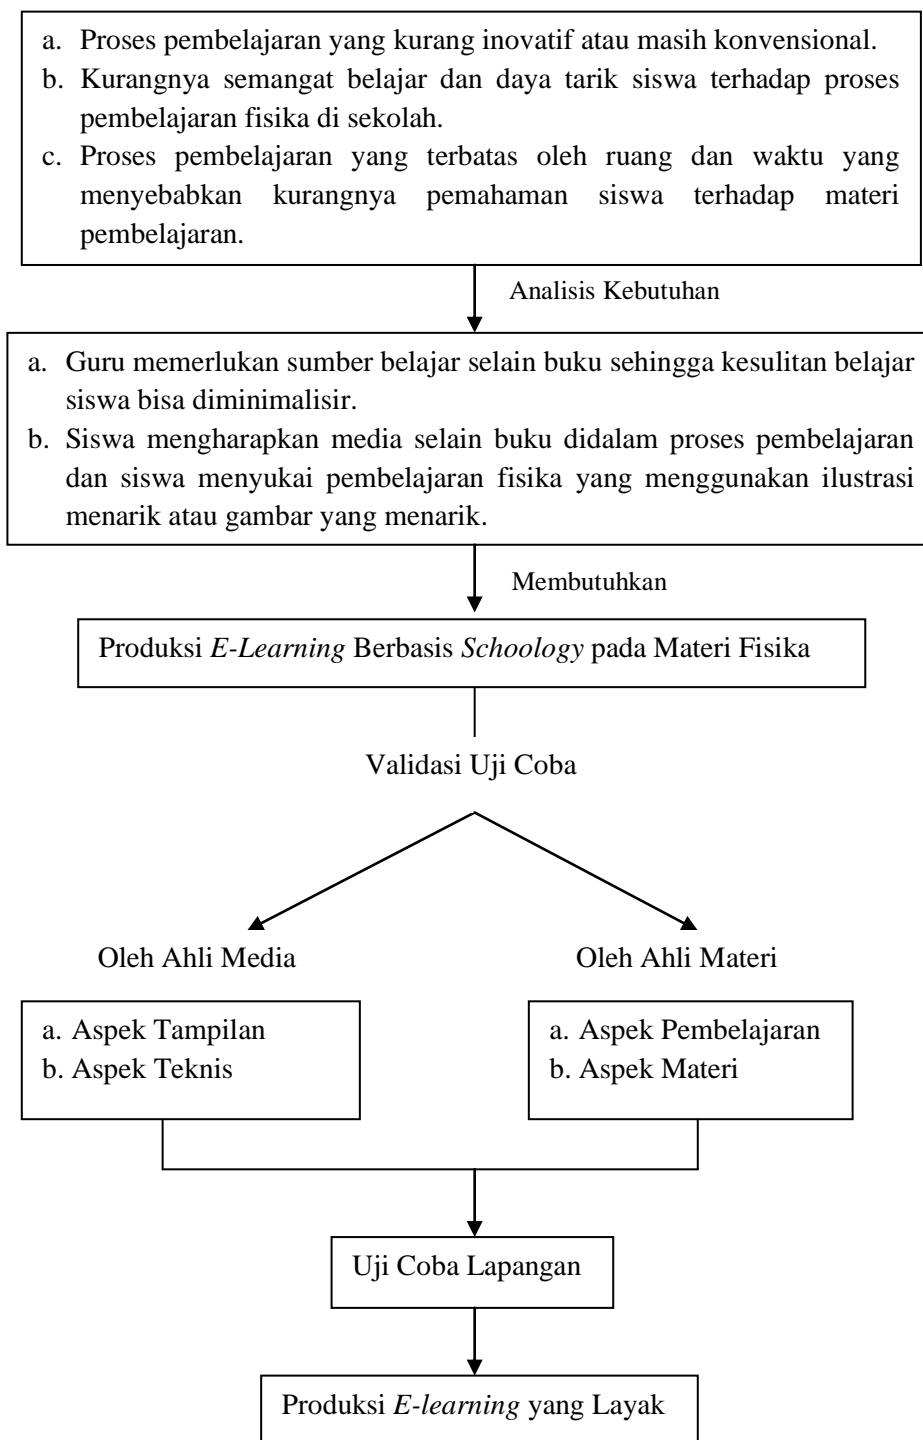 a. Proses pembelajaran yang kurang inovatif atau masih konvensional.
b. Kurangnya semangat belajar dan daya tarik siswa terhadap proses
pembelajaran fisika di sekolah.
c. Proses pembelajaran yang terbatas oleh ruang dan waktu yang
menyebabkan kurangnya pemahaman siswa terhadap materi
pembelajaran.
Analisis Kebutuhan
a. Guru memerlukan sumber belajar selain buku sehingga kesulitan belajar
siswa bisa diminimalisir.
b. Siswa mengharapkan media selain buku didalam proses pembelajaran
dan siswa menyukai pembelajaran fisika yang menggunakan ilustrasi
menarik atau gambar yang menarik.
Membutuhkan
Produksi E-Learning Berbasis Schoology pada Materi Fisika
Validasi Uji Coba
Oleh Ahli Media
Oleh Ahli Materi
a. Aspek Tampilan
b. Aspek Teknis
a. Aspek Pembelajaran
b. Aspek Materi
Uji Coba Lapangan
Produksi E-learning yang Layak